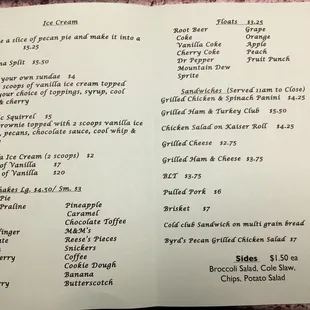 Ice Cream
e a slice of pecan pie and make it into a
$5.25
na Split $5.50
your own sundae $4
scoops of vanilla ice cream topped
your choice of toppings, syrup, cool
& cherry
ic Squirrel $5
rownie topped with 2 scoops vanilla ice
, pecans, chocolate sauce, cool whip &
a Ice Cream (2 scoops) $2
of Vanilla $7
of Vanilla $20
hakes Lg. $4.50/ Sm. $3
Pie
Praline
Pineapple
Caramel
Chocolate Toffee
M&M's
finger
Reese's Pieces
Snickers
Coffee
Cookie Dough
Banana
Butterscotch
Floats $3.25
Root Beer
Coke
Vanilla Coke
Cherry Coke
Dr Pepper
Mountain Dew
Sprite
Grape
Orange
Apple
Peach
Fruit Punch
Sandwiches (Served 11am to Close)
Grilled Chicken & Spinach Panini $4.25
Grilled Ham & Turkey Club $5.50
Chicken Salad on Kaiser Roll $4.25
Grilled Cheese $2.75
Grilled Ham & Cheese $3.75
BLT $3.75
Pulled Pork $6
Brisket $7
Cold club Sandwich on multi grain bread
Byrd's Pecan Grilled Chicken Salad $7
Sides $1.50 ea
Broccoli Salad, Cole Slaw,
Chips, Potato Salad